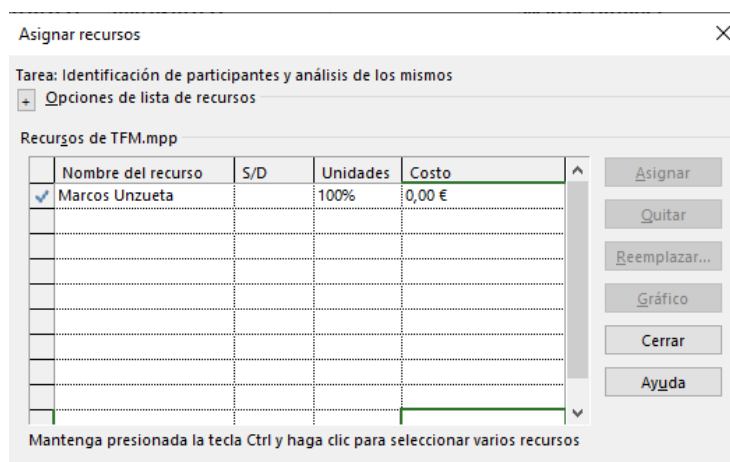 Asignar recursos
Tarea: Identificación de participantes y análisis de los mismos
+ Opciones de lista de recursos
Recursos de TFM.mpp
Nombre del recurso S/D Unidades Costo
Marcos Unzueta 100% 0,00 €
Asignar
Quitar
Reemplazar...
Gráfico
Cerrar
Ayuda
Mantenga presionada la tecla Ctrl y haga clic para seleccionar varios recursos